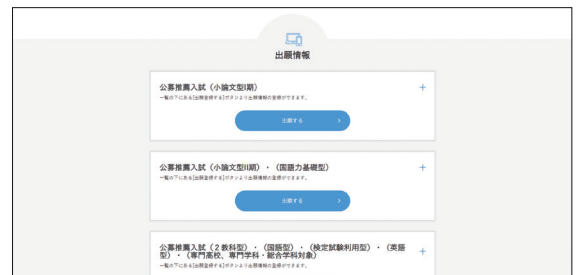 出願情報
公募推薦入試（小論文型I期）
一覧の下にある[出願登録する]ボタンより出願情報の登録ができます。
出願する
公募推薦入試（小論文型II期）・（国語力基礎型）
一覧の下にある[出願登録する]ボタンより出願情報の登録ができます。
出願する
公募推薦入試（２教科型）・（国語型）・（検定試験利用型）・（英語
型）・（専門高校、専門学科・総合学科対象）
一覧の下にある[出願登録する]ボタンより出願情報の登録ができます。